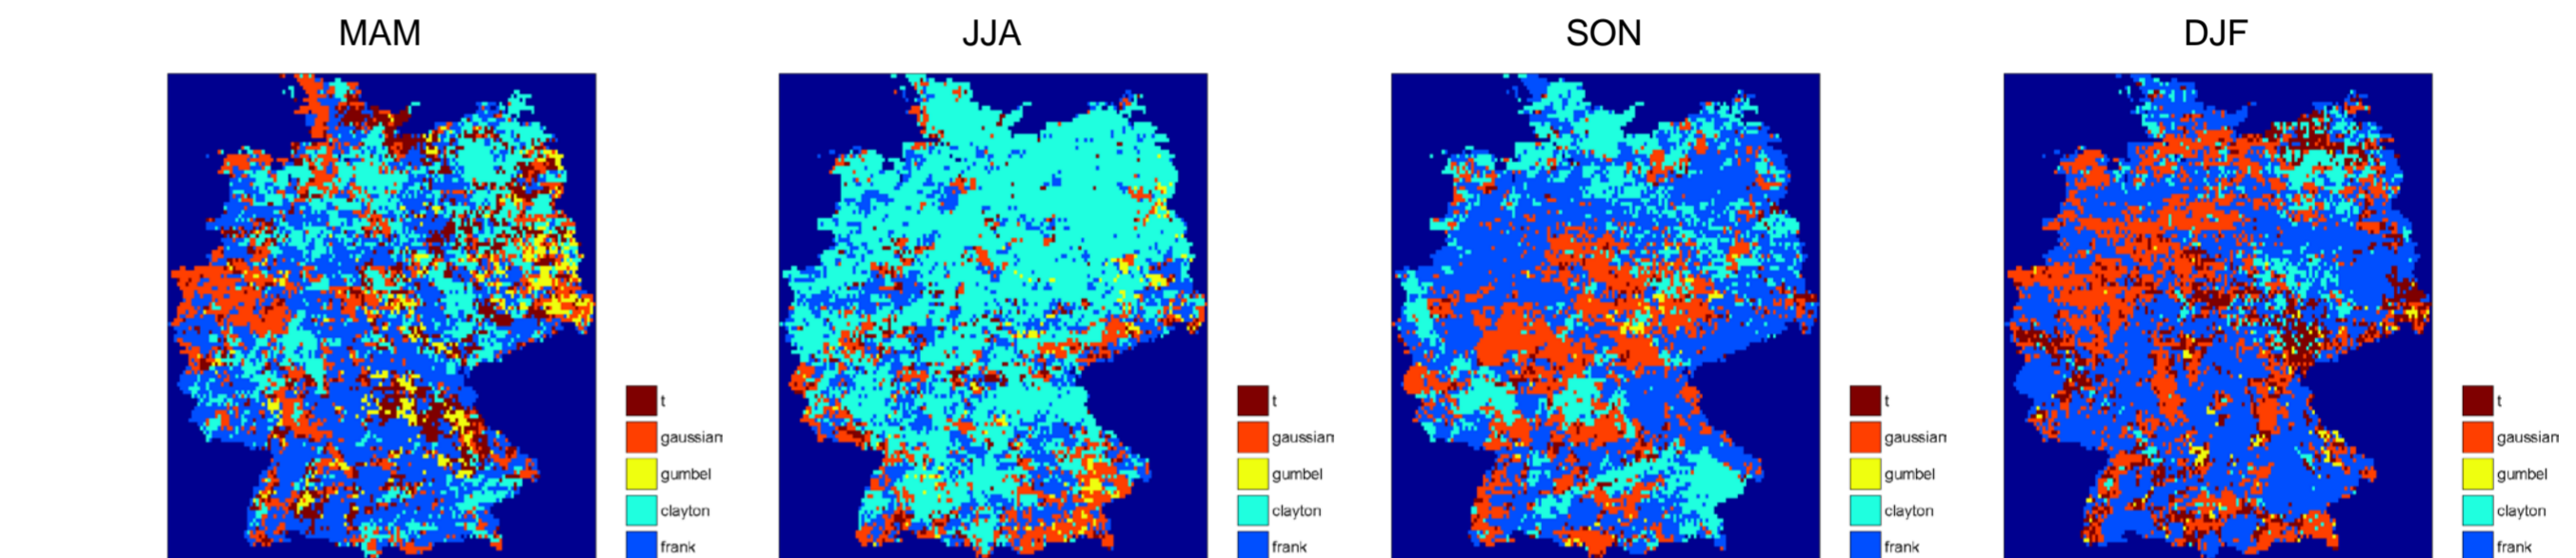 MAM JJA SON DJF
t t t t
gaussian gaussian gaussian gaussian
gumbel gumbel gumbel gumbel
clayton clayton clayton clayton
frank frank frank frank